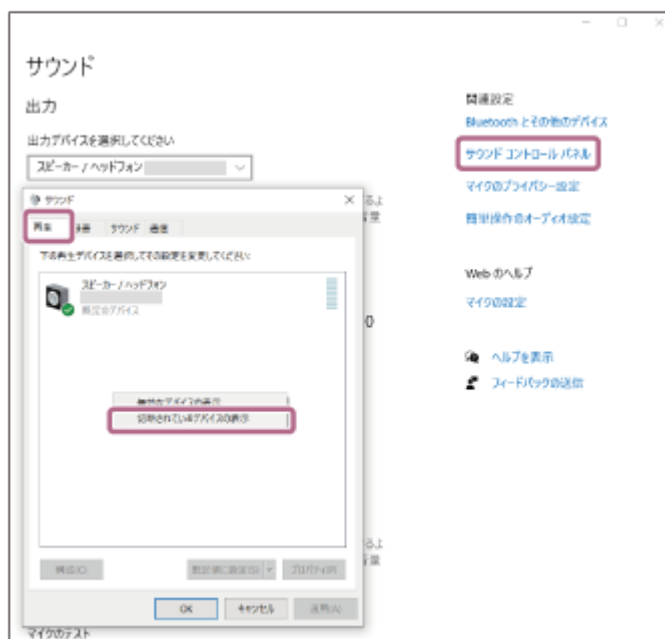 サウンド
出力
出力デバイスを選択してください
スピーカー / ヘッドフォン
関連設定
Bluetooth とその他のデバイス
サウンド コントロール パネル
マイクのプライバシー設定
簡単操作のオーディオ設定
Web のヘルプ
マイクの設定
ヘルプを表示
フィードバックの送信
サウンド
再生
録音
サウンド
通信
下の再生デバイスを選択してその設定を変更してください:
スピーカー / ヘッドフォン
既定のデバイス
無効なデバイスの表示
切断されているデバイスの表示
構成(C)
既定値に設定(S)
プロパティ(P)
OK
キャンセル
適用(A)
るよ
音量
0
るよ
音量
マイクのテスト